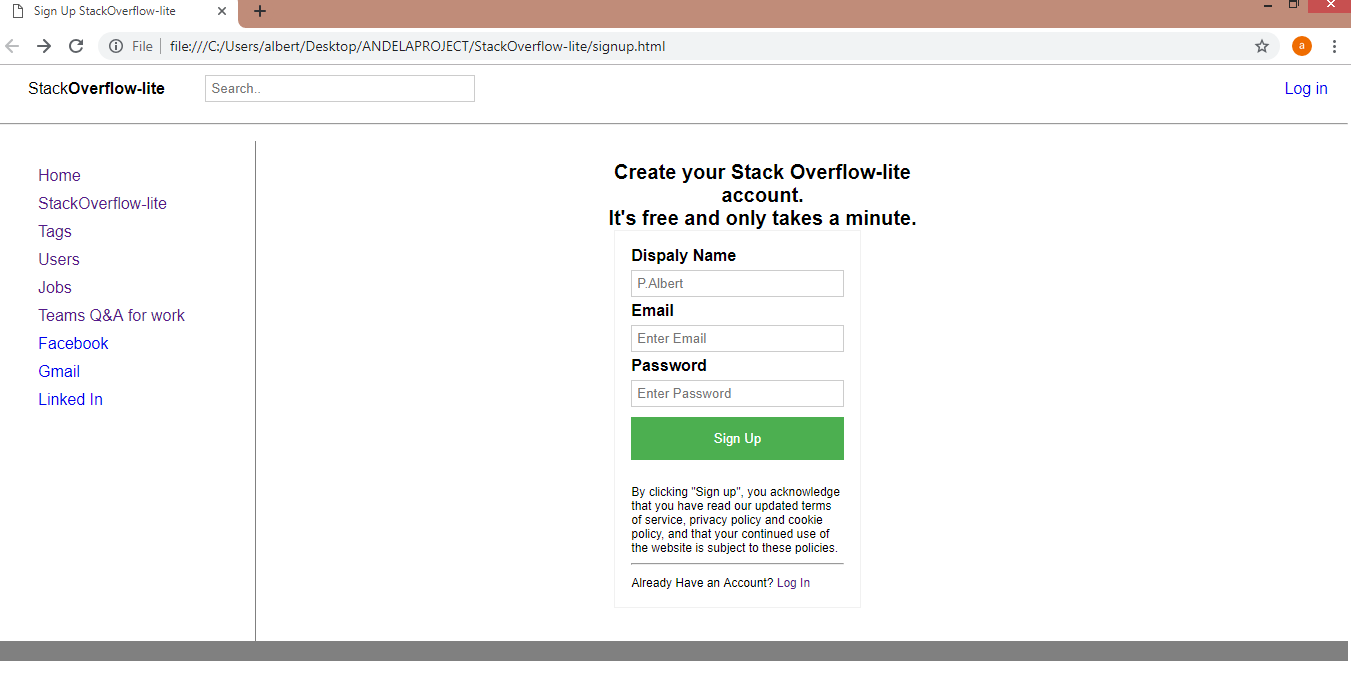 Sign Up StackOverflow-lite
File file:///C:/Users/albert/Desktop/ANDELAPROJECT/StackOverflow-lite/signup.html
a
StackOverflow-lite
Search..
Log in
Home
StackOverflow-lite
Tags
Users
Jobs
Teams Q&A for work
Facebook
Gmail
Linked In
Create your Stack Overflow-lite
account.
It's free and only takes a minute.
Dispaly Name
P.Albert
Email
Enter Email
Password
Enter Password
Sign Up
By clicking "Sign up", you acknowledge
that you have read our updated terms
of service, privacy policy and cookie
policy, and that your continued use of
the website is subject to these policies.
Already Have an Account? Log In